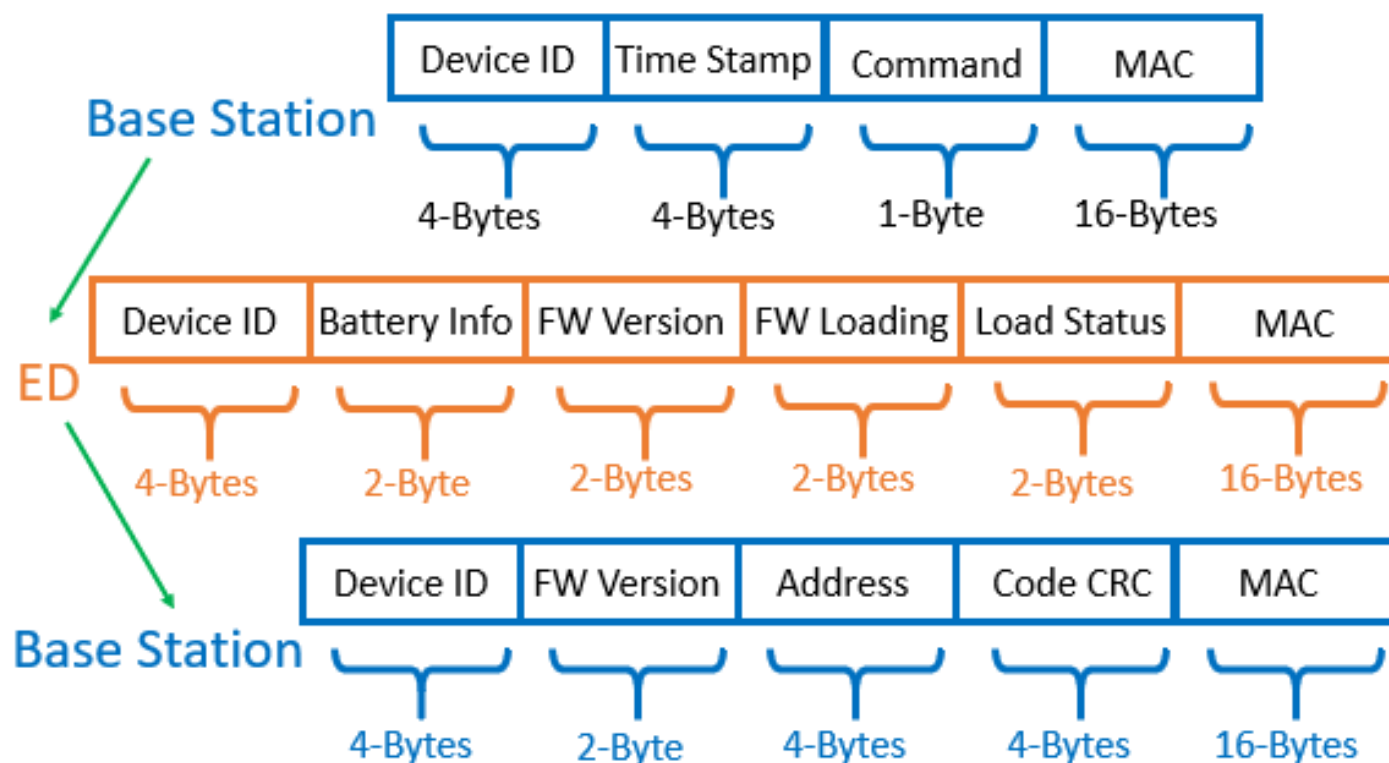 Device ID Time Stamp Command MAC
Base Station
4-Bytes 4-Bytes 1-Byte 16-Bytes
Device ID Battery Info FW Version FW Loading Load Status MAC
ED
4-Bytes 2-Byte 2-Bytes 2-Bytes 2-Bytes 16-Bytes
Device ID FW Version Address Code CRC MAC
Base Station
4-Bytes 2-Byte 4-Bytes 4-Bytes 16-Bytes